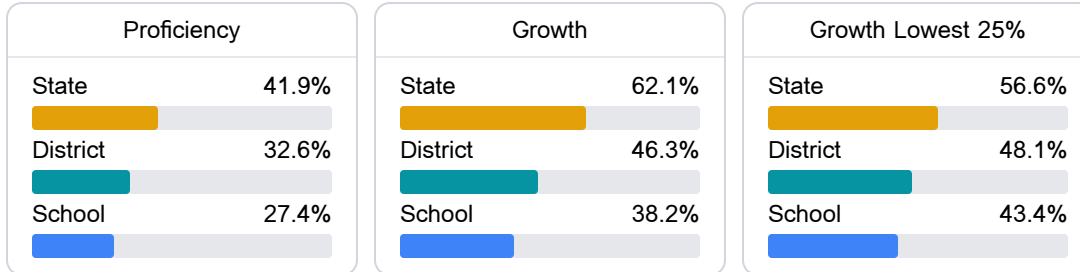 Proficiency
State 41.9%
District 32.6%
School 27.4%
Growth
State 62.1%
District 46.3%
School 38.2%
Growth Lowest 25%
State 56.6%
District 48.1%
School 43.4%